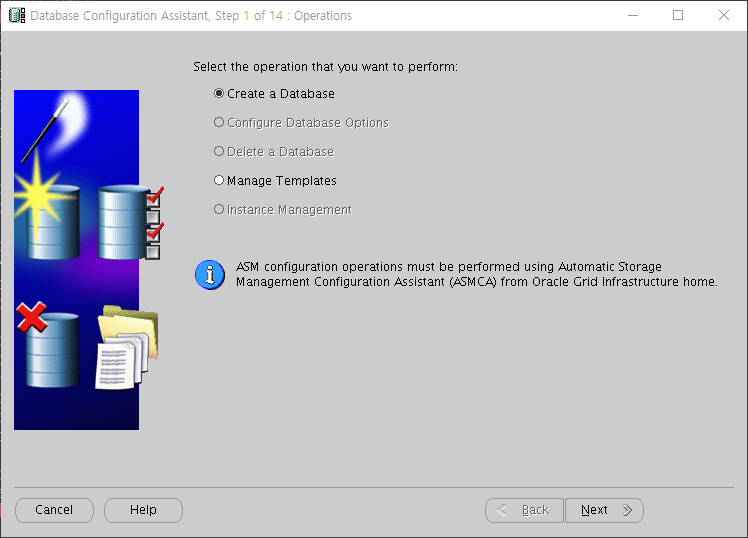 Database Configuration Assistant, Step 1 of 14 : Operations
Select the operation that you want to perform:
Create a Database
Configure Database Options
Delete a Database
Manage Templates
Instance Management
ASM configuration operations must be performed using Automatic Storage
Management Configuration Assistant (ASMCA) from Oracle Grid Infrastructure home.
Cancel
Help
Back
Next